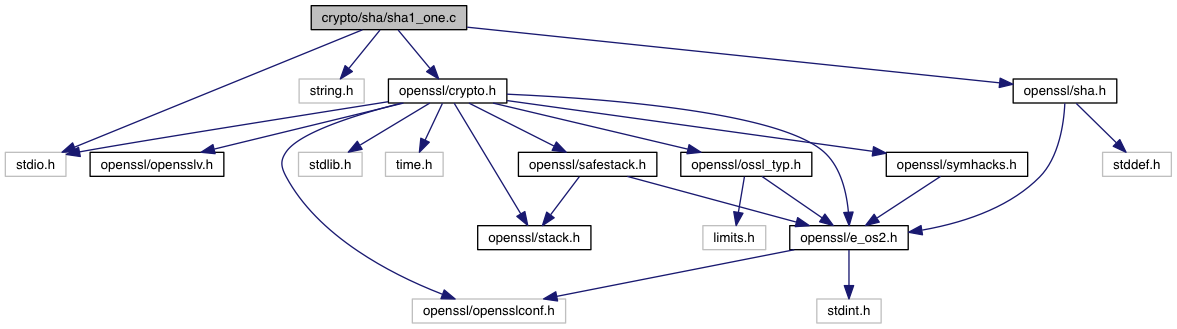 crypto/sha/sha1_one.c
string.h
openssl/crypto.h
openssl/sha.h
stdio.h
openssl/opensslv.h
stdlib.h
time.h
openssl/safestack.h
openssl/ossl_typ.h
openssl/symhacks.h
stddef.h
openssl/stack.h
limits.h
openssl/e_os2.h
openssl/opensslconf.h
stdint.h